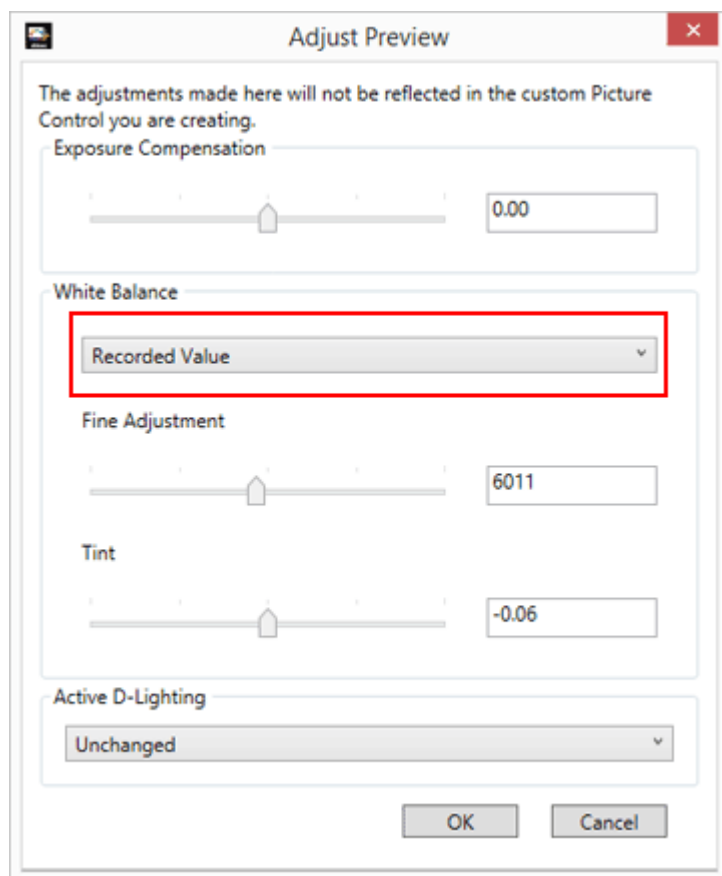 Adjust Preview
The adjustments made here will not be reflected in the custom Picture
Control you are creating.
Exposure Compensation
0.00
White Balance
Recorded Value
Fine Adjustment
6011
Tint
-0.06
Active D-Lighting
Unchanged
OK Cancel